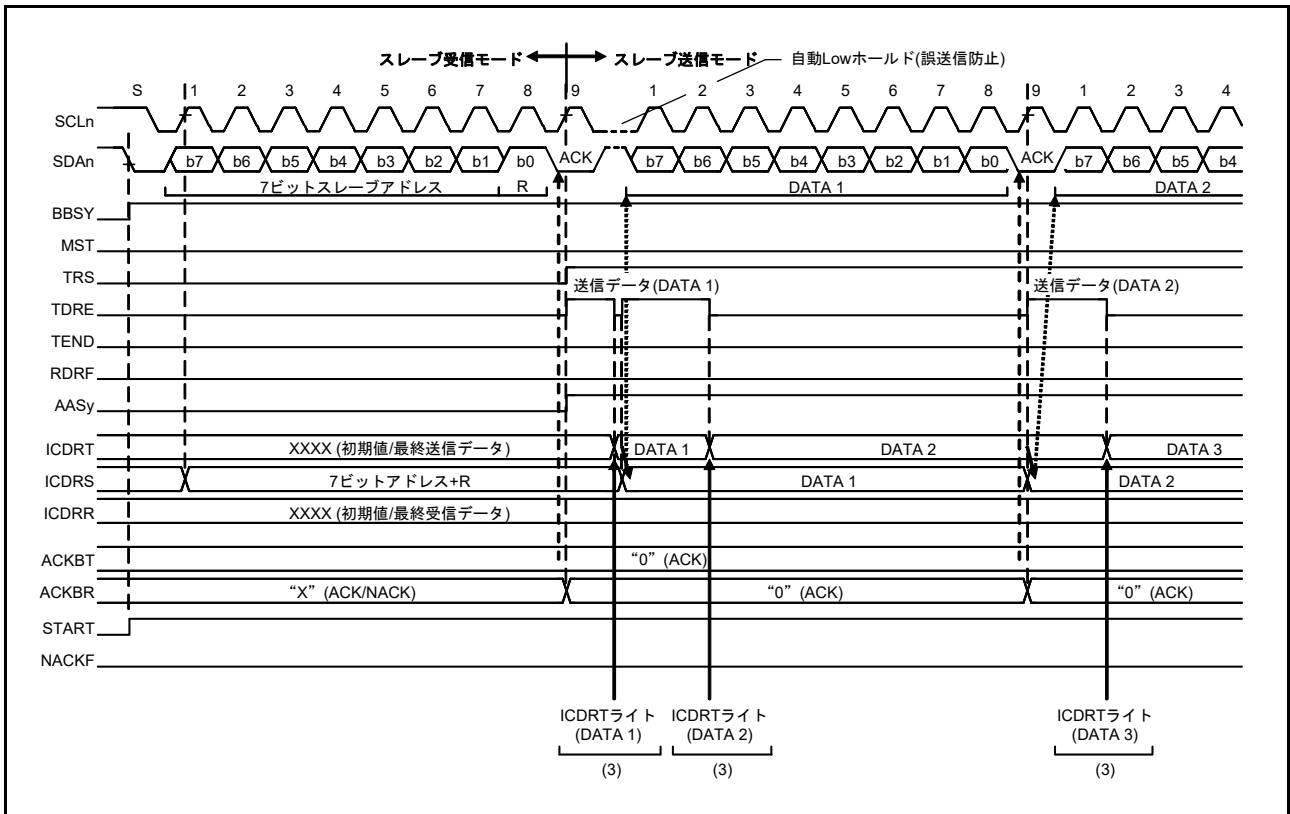 スレーブ受信モード スレーブ送信モード 自動Lowホールド(誤送信防止)
S 1 2 3 4 5 6 7 8 9 1 2 3 4 5 6 7 8 9 1 2 3 4
SCLn
SDAn b7 b6 b5 b4 b3 b2 b1 b0 ACK b7 b6 b5 b4 b3 b2 b1 b0 ACK b7 b6 b5 b4
7ビットスレーブアドレス R DATA 1 DATA 2
BBSY
MST
TRS
送信データ(DATA 1) 送信データ(DATA 2)
TDRE
TEND
RDRF
AASy
ICDRT XXXX (初期値/最終送信データ) DATA 1 DATA 2 DATA 3
ICDRS 7ビットアドレス+R DATA 1 DATA 2
ICDRR XXXX (初期値/最終受信データ)
ACKBT “0” (ACK)
ACKBR “X” (ACK/NACK) “0” (ACK) “0” (ACK)
START
NACKF
ICDRTライト ICDRTライト ICDRTライト
(DATA 1) (DATA 2) (DATA 3)
(3) (3) (3)